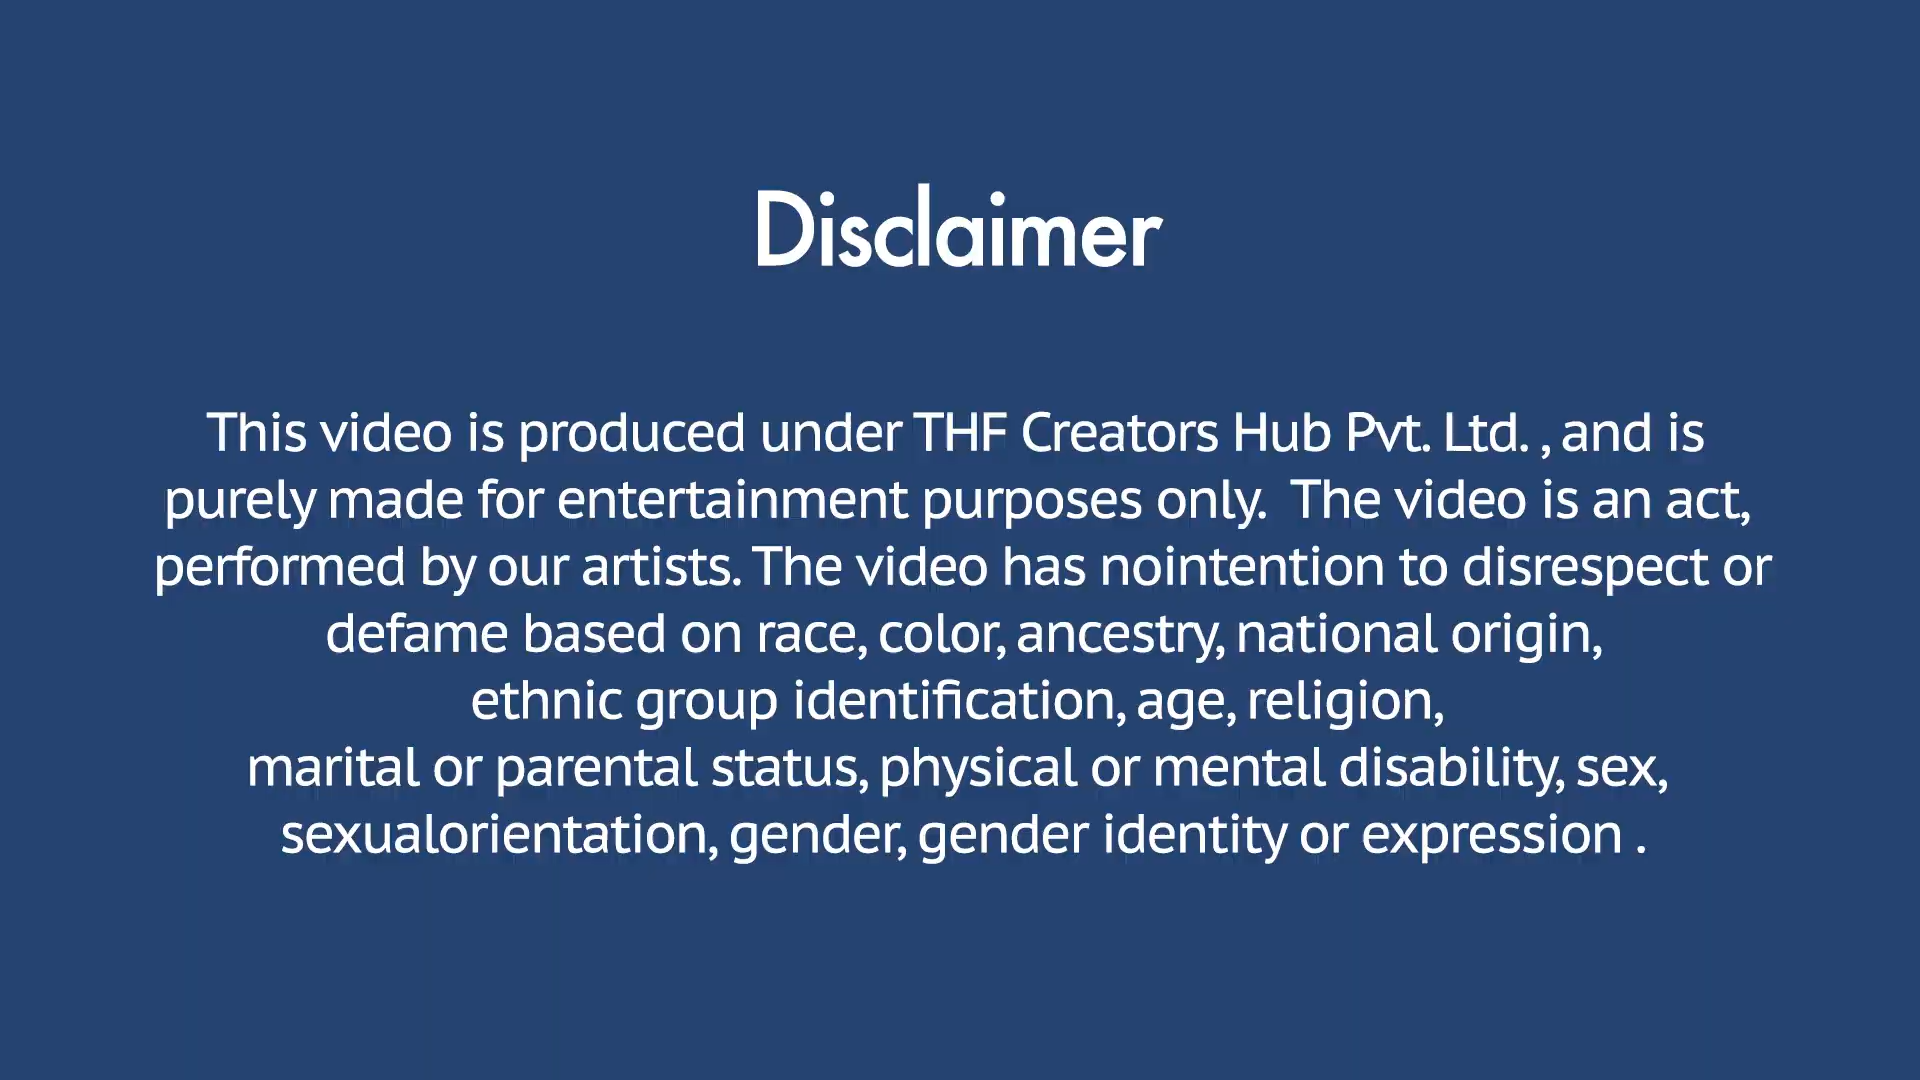 Disclaimer
This video is produced under THF Creators Hub Pvt. Ltd. , and is
purely made for entertainment purposes only.  The video is an act,
performed by our artists. The video has nointention to disrespect or
defame based on race, color, ancestry, national origin,
ethnic group identification, age, religion,
marital or parental status, physical or mental disability, sex,
sexualorientation, gender, gender identity or expression .